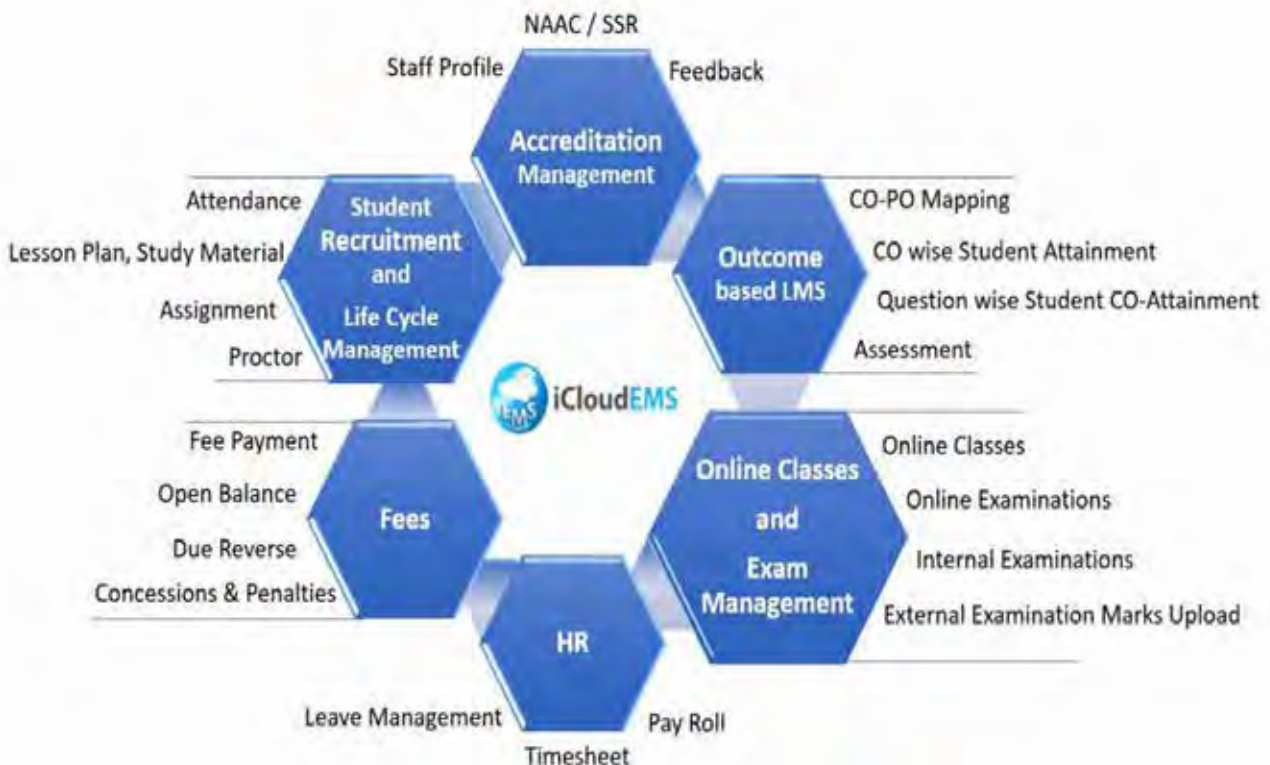 NAAC / SSR
Staff Profile
Feedback
Accreditation
Management
Attendance
Lesson Plan, Study Material
Assignment
Proctor
Student
Recruitment
and
Life Cycle
Management
Outcome
based LMS
CO-PO Mapping
CO wise Student Attainment
Question wise Student CO-Attainment
Assessment
EMS
iCloudEMS
Fee Payment
Open Balance
Due Reverse
Concessions & Penalties
Fees
Online Classes
and
Exam
Management
Online Classes
Online Examinations
Internal Examinations
External Examination Marks Upload
HR
Leave Management
Timesheet
Pay Roll